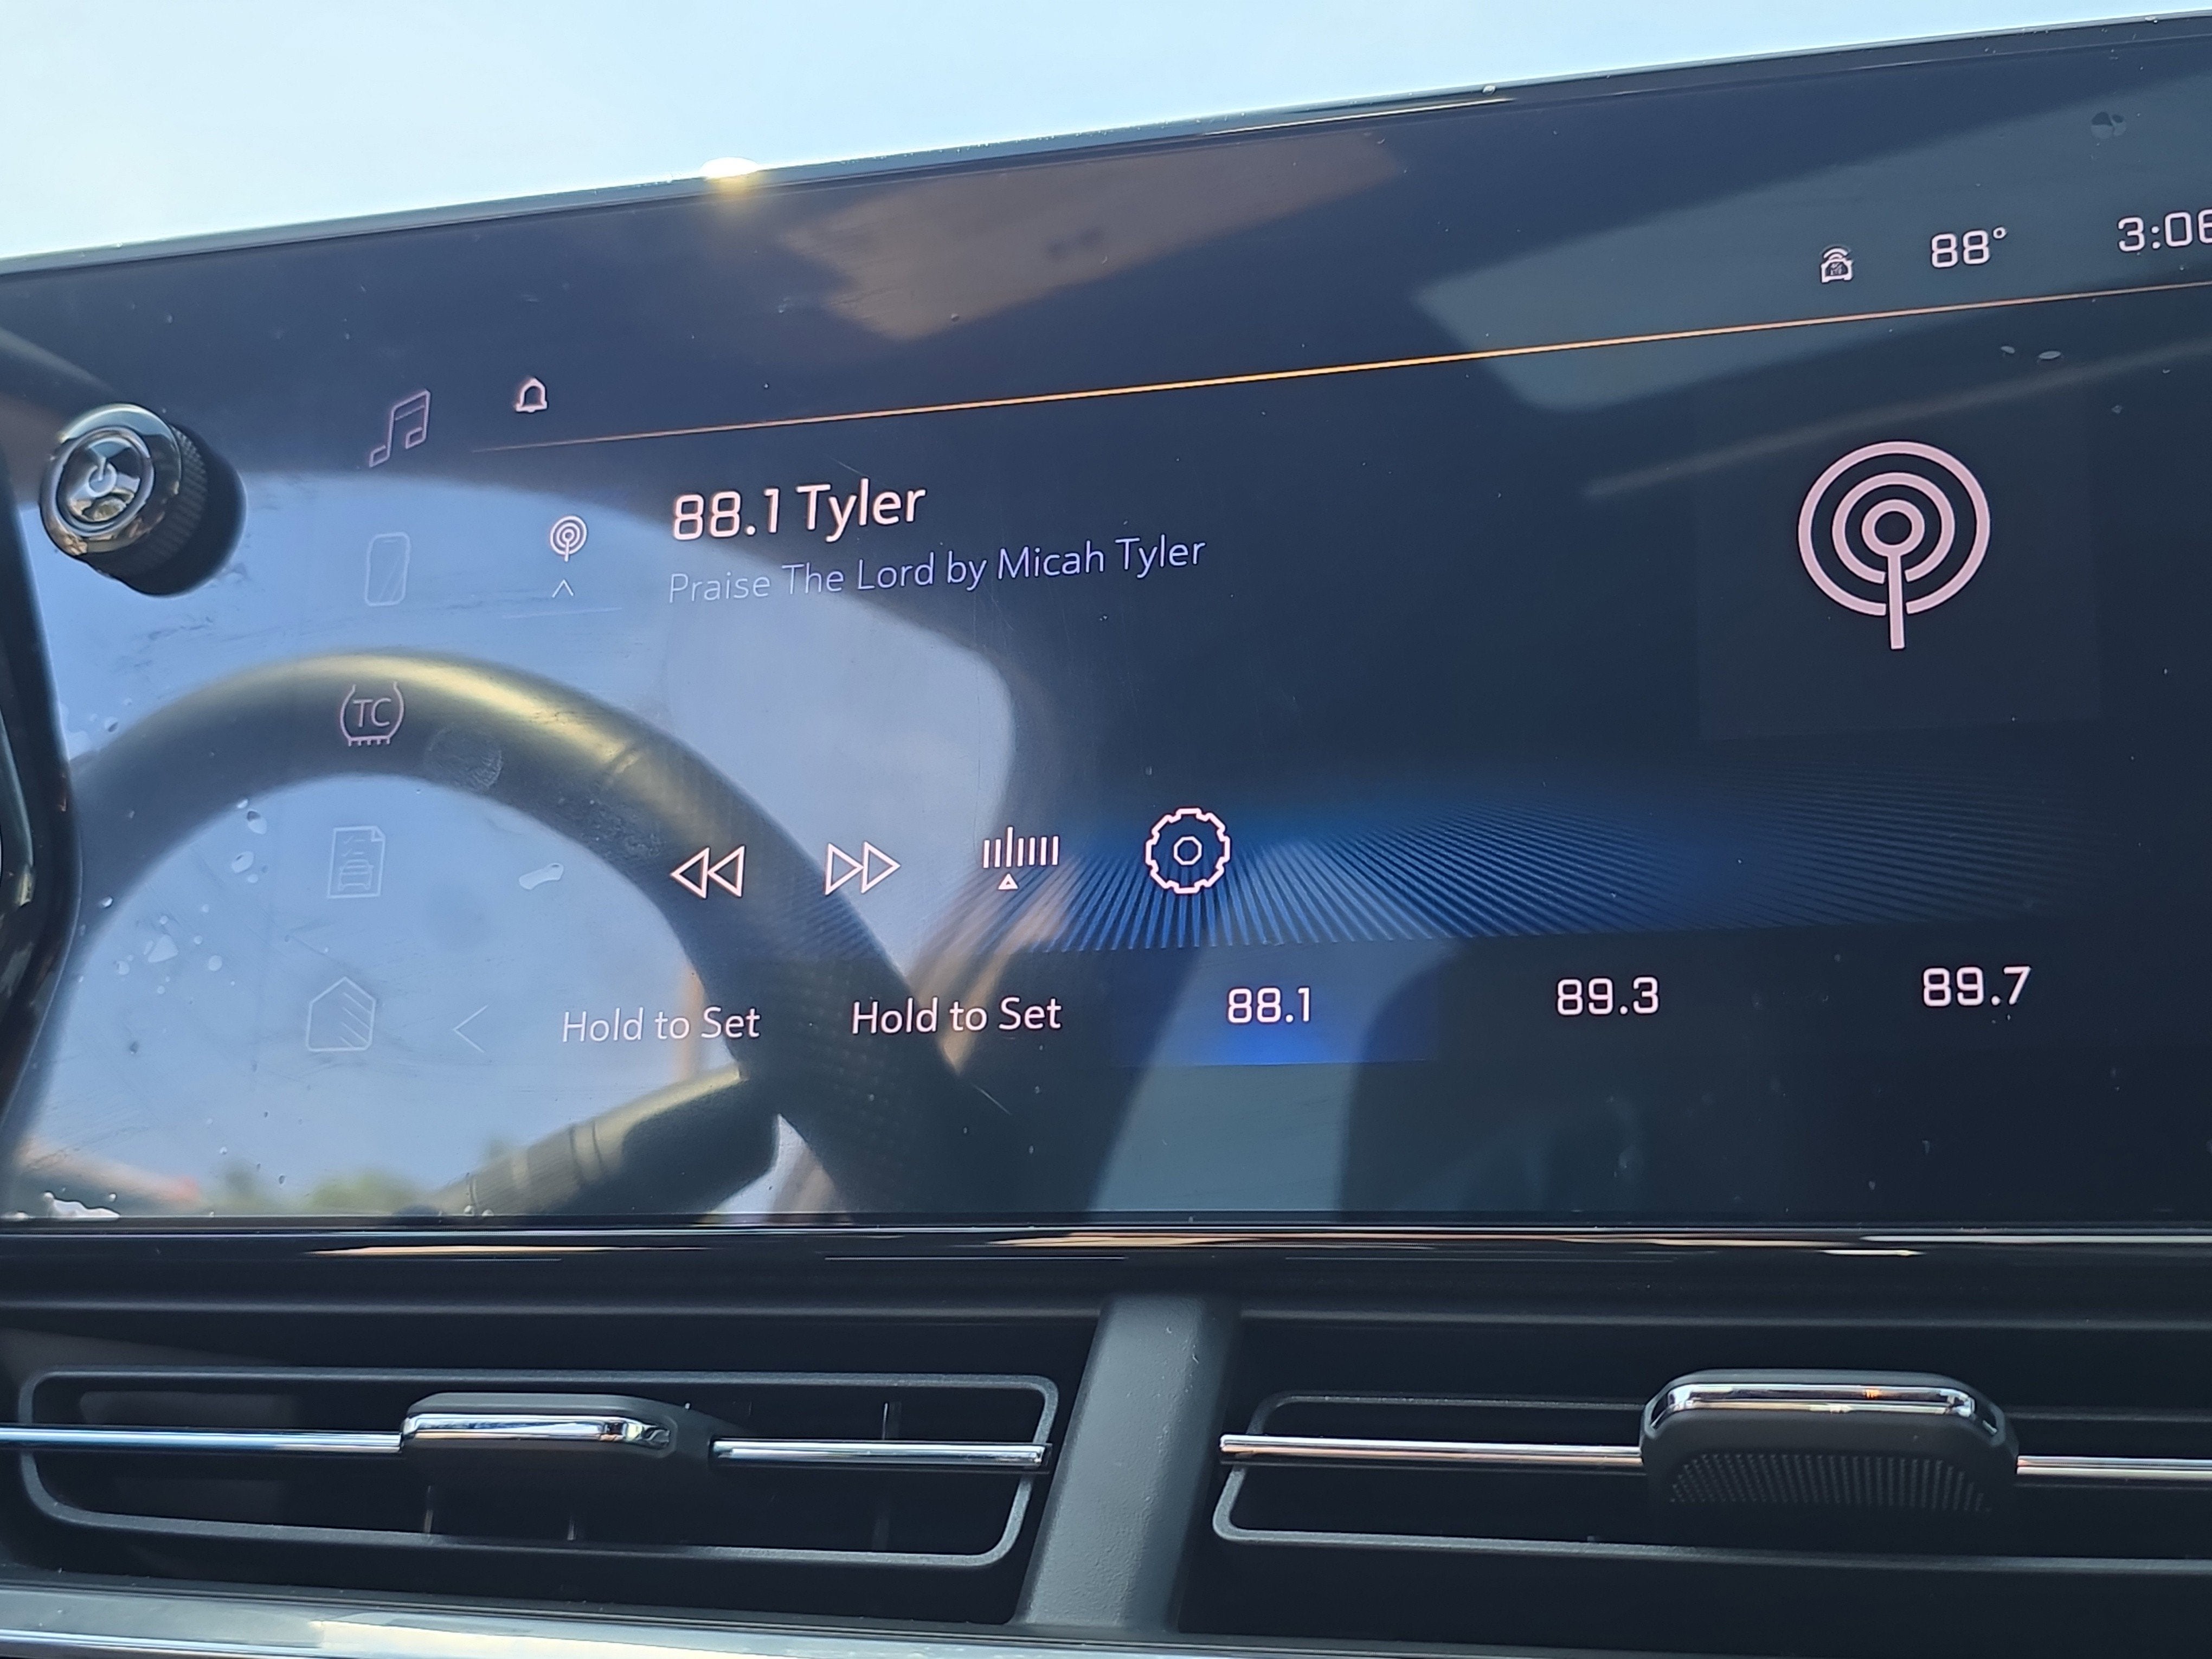 88° 3:06
88.1 Tyler
Praise The Lord by Micah Tyler
TC
Hold to Set Hold to Set 88.1 89.3 89.7